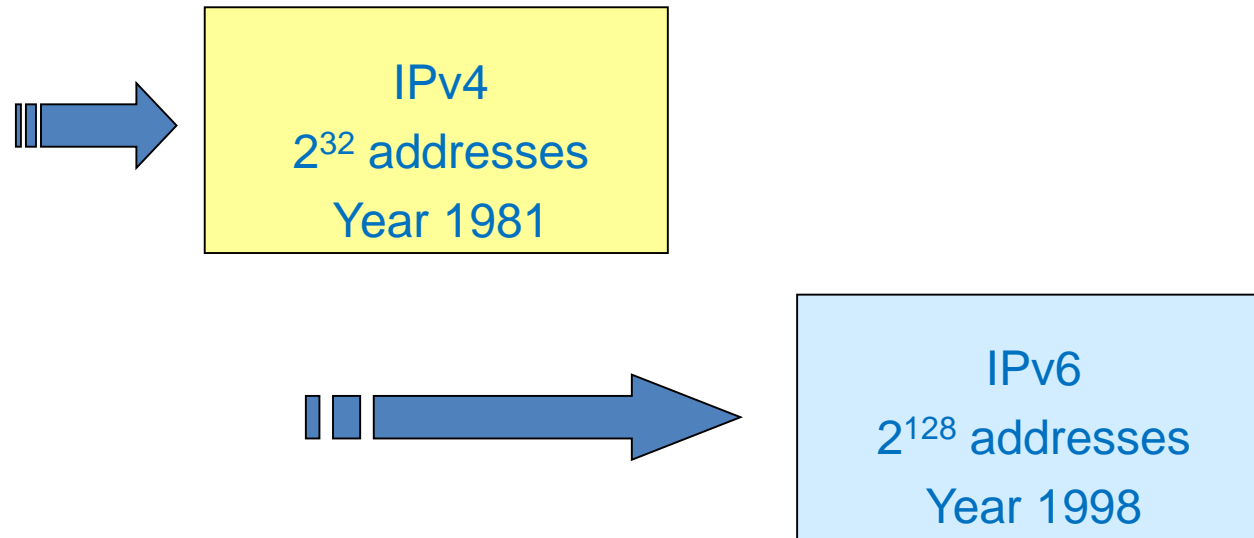 IPv4
2³² addresses
Year 1981
IPv6
2¹²⁸ addresses
Year 1998